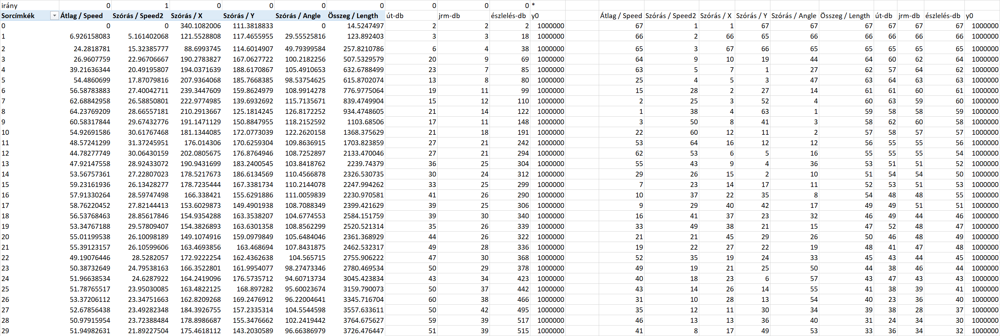 irány 0 1 0 0 0 0 0 0 0 *
Sorcímkék Átlag / Speed Szórás / Speed2 Szórás / X Szórás / Y Szórás / Angle Összeg / Length út-db jrm-db észlelés-db y0 Átlag / Speed Szórás / Speed2 Szórás / X Szórás / Y Szórás / Angle Összeg / Length út-db jrm-db észlelés-db y0
0 0 0 340.1082006 111.3818833 0 14.5247497 2 2 2 1000000 67 1 1 67 67 67 67 67 67 1000000
1 6.926158083 5.161402068 121.5528808 117.4655955 29.55525816 123.892403 3 3 18 1000000 66 2 66 65 66 66 66 66 66 1000000
2 24.2818781 15.32385777 88.6993745 114.6014907 49.79399584 257.8210786 6 4 38 1000000 65 3 67 66 65 65 65 65 65 1000000
3 26.9607759 22.96706667 190.2783827 167.0627722 100.2182256 507.5329579 20 9 69 1000000 64 9 10 19 44 64 60 62 64 1000000
4 39.21636344 20.49195807 194.0371639 188.6170867 105.4910653 632.6788499 23 7 85 1000000 63 5 7 1 27 62 57 64 62 1000000
5 54.4860699 17.87079816 207.9364068 185.7668385 98.53754625 615.8702074 13 8 80 1000000 25 4 5 3 47 63 64 63 63 1000000
6 56.58783883 27.40042711 239.3447609 159.8624979 108.9914278 776.9775064 19 11 99 1000000 15 28 2 27 14 61 61 60 61 1000000
7 62.68842958 26.58850801 222.9774985 139.6932692 115.7135671 839.4749904 15 12 110 1000000 2 25 3 52 4 60 63 59 60 1000000
8 64.23769209 28.66557181 210.2913667 125.1814245 126.8172252 934.4748605 21 14 122 1000000 1 38 4 63 1 59 58 58 59 1000000
9 60.58317844 29.67432776 191.1471129 150.8847955 118.2152592 1103.68506 17 11 148 1000000 3 50 8 41 3 58 62 60 58 1000000
10 54.92691586 30.61767468 181.1344085 172.0773039 122.2620158 1368.375629 21 18 191 1000000 22 60 12 11 2 57 58 57 57 1000000
11 48.57241299 31.37245951 176.014306 170.6259304 109.8636915 1703.823859 27 21 242 1000000 53 64 16 12 12 56 55 55 56 1000000
12 44.78277749 30.06430159 202.0805675 176.8764946 108.7252897 2133.470046 27 21 294 1000000 62 53 6 5 16 55 55 55 54 1000000
13 47.92147558 28.92433072 190.9431699 183.2400545 103.8418762 2239.74379 36 25 304 1000000 55 43 9 4 36 53 51 51 52 1000000
14 53.56757361 27.22807023 178.5217673 186.6134569 110.4566878 2326.530735 30 24 312 1000000 29 26 15 2 10 51 54 54 50 1000000
15 59.23161936 26.13428277 178.7235444 167.3381734 110.2144078 2247.994262 33 25 299 1000000 7 23 14 17 11 52 53 51 53 1000000
16 57.91330264 28.59747498 166.338421 155.6291886 111.0059839 2230.970581 41 26 290 1000000 10 37 22 35 8 54 48 48 55 1000000
17 58.76220452 27.82144413 153.6029873 149.4901938 108.7088349 2399.421629 39 25 306 1000000 9 29 40 42 17 49 49 51 51 1000000
18 56.53768463 28.85617846 154.9354288 163.3538207 104.6774553 2584.151759 39 30 340 1000000 16 41 37 23 32 46 49 44 46 1000000
19 53.34767188 29.57809407 154.3826893 163.6301358 108.8562299 2520.521314 35 26 339 1000000 33 49 38 21 15 47 52 48 47 1000000
20 55.01199538 26.10098189 149.1074916 159.0979849 105.6484046 2361.368929 44 26 322 1000000 21 21 45 29 26 50 46 48 49 1000000
21 55.39123157 26.10599606 163.4693856 163.468694 107.8431875 2462.532317 49 28 336 1000000 19 22 27 22 19 48 41 47 48 1000000
22 49.19076446 28.5282057 172.9222254 162.4362638 104.565715 2755.906222 47 30 368 1000000 52 35 19 24 33 45 43 44 45 1000000
23 50.38732649 24.79538163 166.3522801 161.9954077 98.27473346 2780.469534 50 29 378 1000000 49 19 21 25 50 44 38 46 44 1000000
24 51.96638534 24.6287922 164.2419096 176.5735712 94.60713734 3045.423834 43 34 423 1000000 40 18 23 6 57 43 47 43 43 1000000
25 51.78765517 23.95030085 163.4822125 168.897282 95.60023674 3159.790073 50 37 442 1000000 43 14 26 14 55 41 38 39 41 1000000
26 53.37206112 23.34751663 162.8209268 169.2476912 96.22004641 3345.716704 60 38 466 1000000 31 10 28 13 54 40 23 36 40 1000000
27 52.67856438 23.49282348 184.3926755 157.2335314 104.5544598 3557.633611 50 42 495 1000000 35 12 11 30 34 39 38 28 37 1000000
28 50.97915954 23.72388484 178.8986687 155.3476662 102.2419442 3764.675627 59 39 517 1000000 46 13 13 36 40 31 24 34 30 1000000
29 51.94982631 21.89227504 175.4618112 143.2030589 96.66386979 3726.476447 51 39 515 1000000 41 8 17 49 53 33 36 34 32 1000000